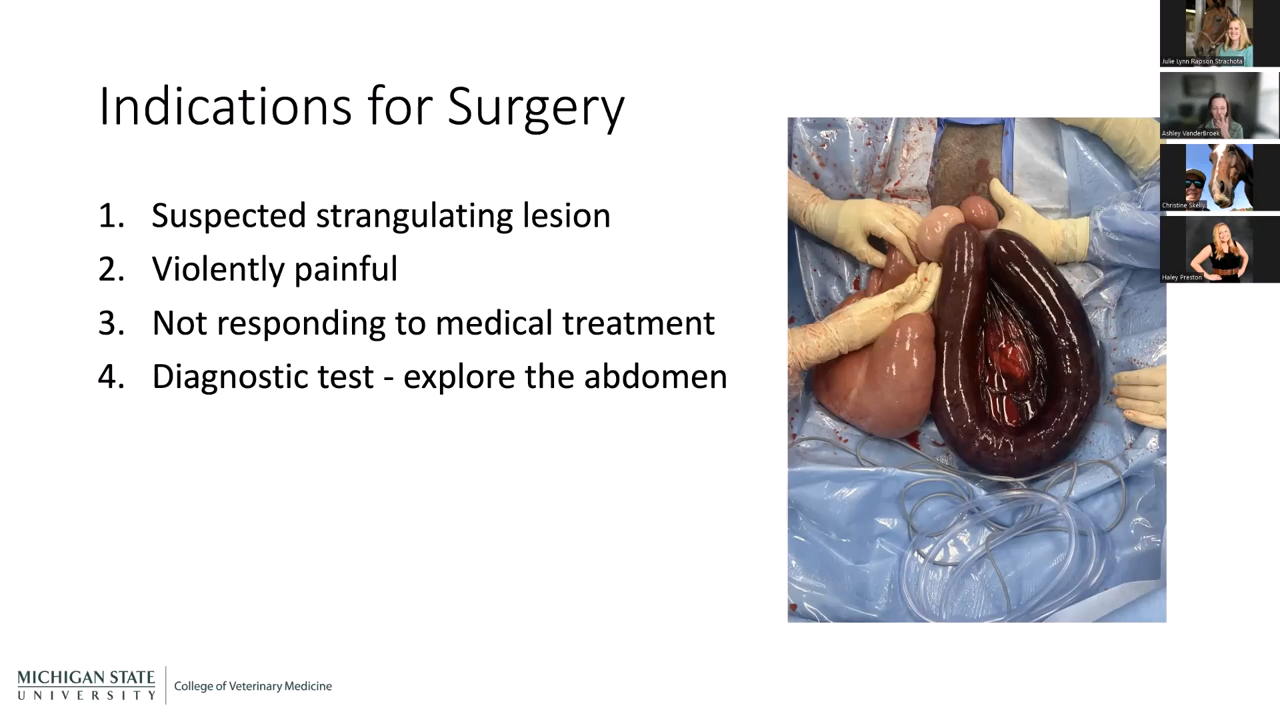 Indications for Surgery
1. Suspected strangulating lesion
2. Violently painful
3. Not responding to medical treatment
4. Diagnostic test - explore the abdomen
Julie Lynn Rapson Strachota
Ashley VanderBroek
Christine Skelly
Haley Preston
MICHIGAN STATE
UNIVERSITY
College of Veterinary Medicine